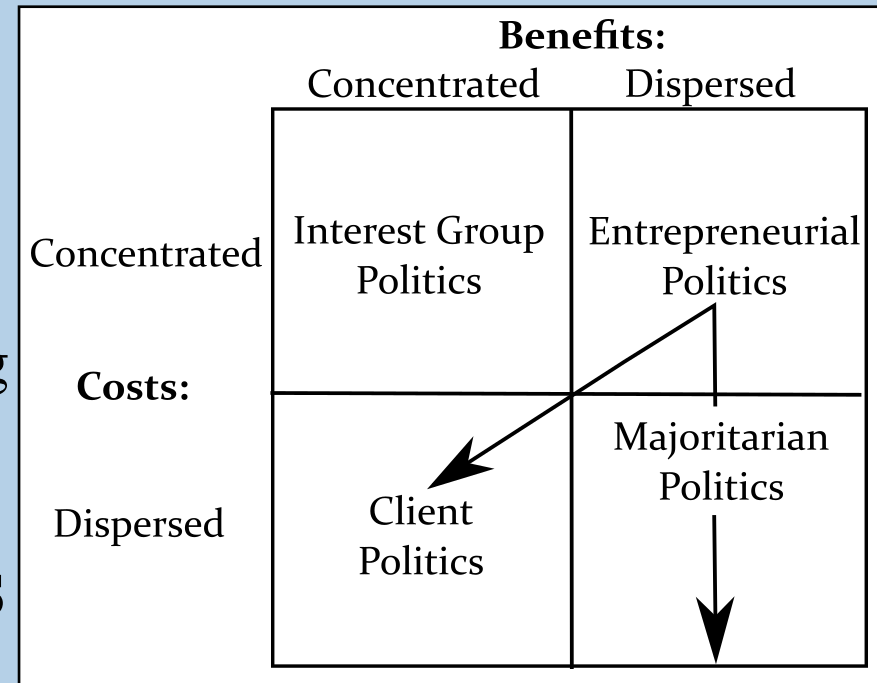 Benefits:
Concentrated Dispersed
Concentrated
Interest Group
Politics
Entrepreneurial
Politics
Costs:
Dispersed
Client
Politics
Majoritarian
Politics
g